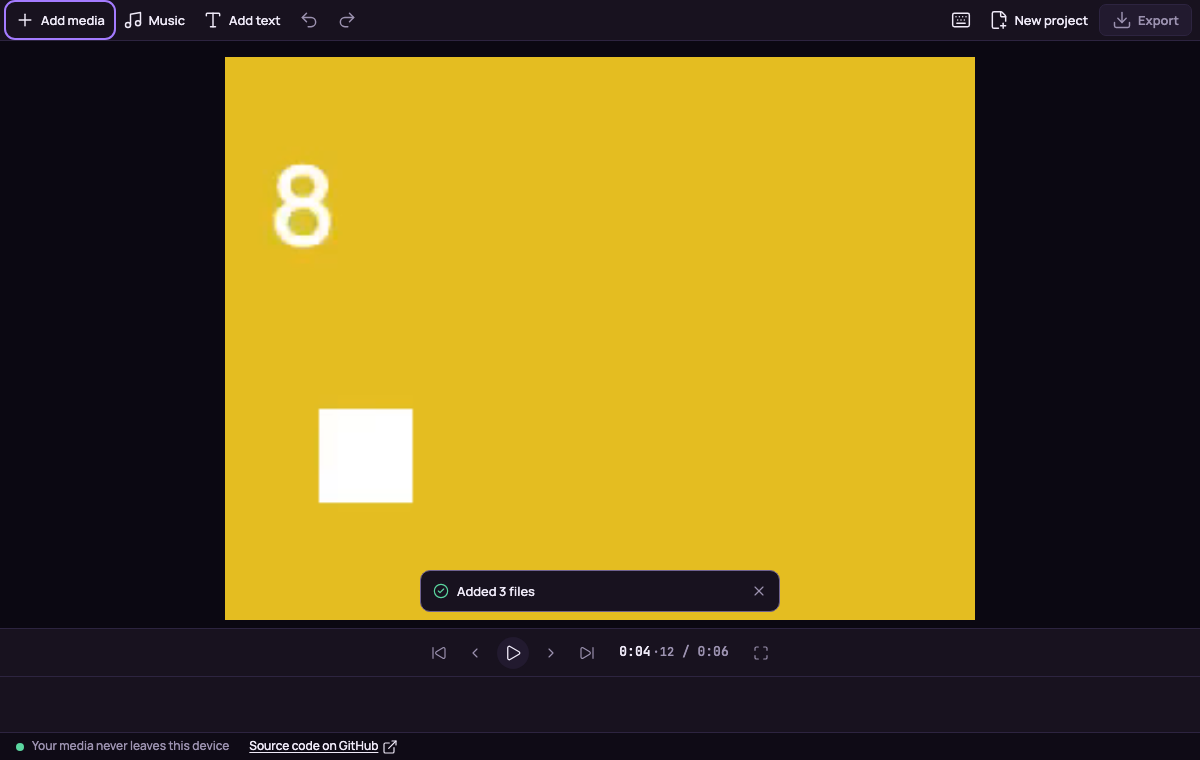 Add media
Music
Add text
New project
Export
8
Added 3 files
0:04·12 / 0:06
Your media never leaves this device
Source code on GitHub